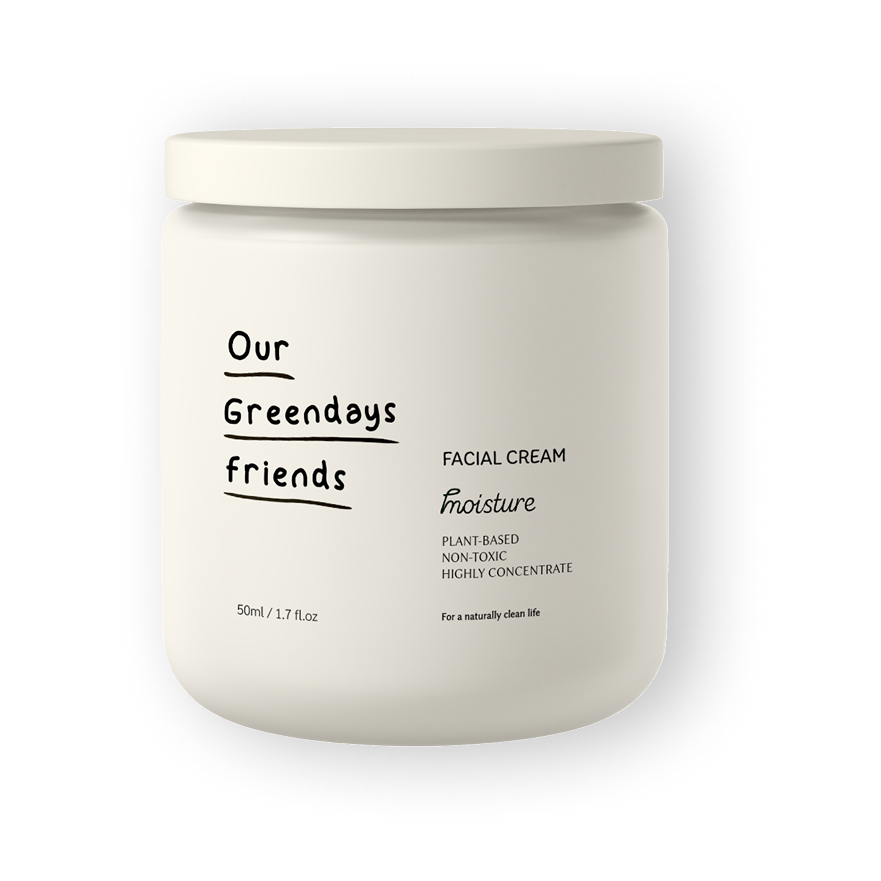 Our
Greendays
friends
FACIAL CREAM
moisture
PLANT-BASED
NON-TOXIC
HIGHLY CONCENTRATE
50ml / 1.7 fl.oz
For a naturally clean life